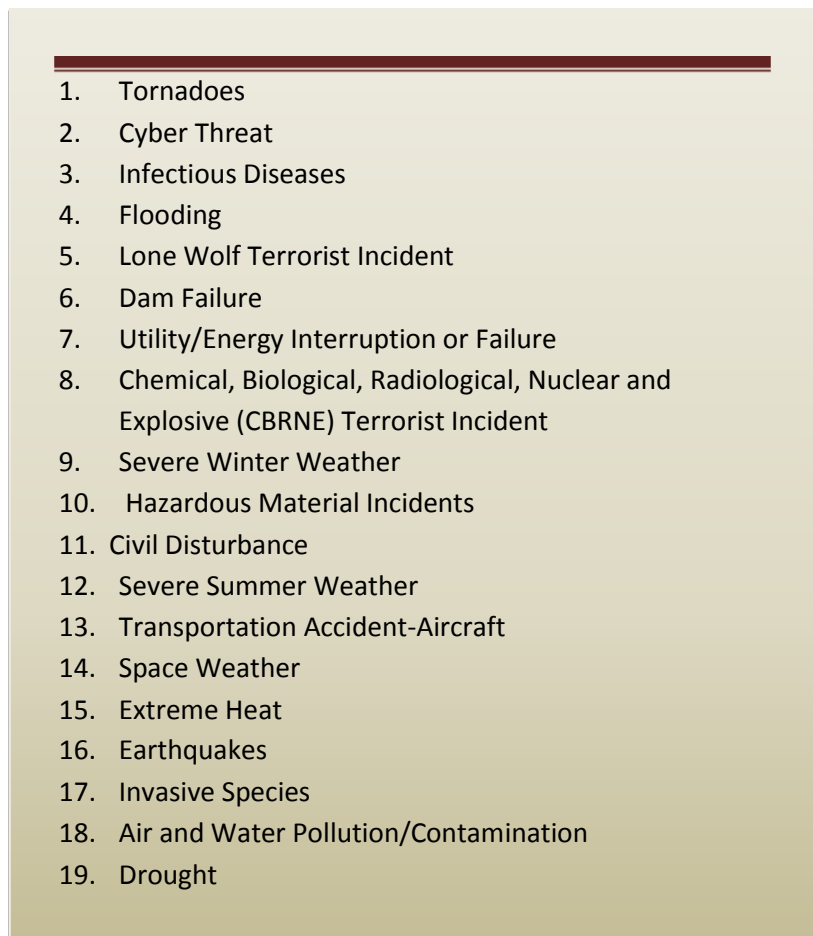 1. Tornadoes
2. Cyber Threat
3. Infectious Diseases
4. Flooding
5. Lone Wolf Terrorist Incident
6. Dam Failure
7. Utility/Energy Interruption or Failure
8. Chemical, Biological, Radiological, Nuclear and
Explosive (CBRNE) Terrorist Incident
9. Severe Winter Weather
10. Hazardous Material Incidents
11. Civil Disturbance
12. Severe Summer Weather
13. Transportation Accident-Aircraft
14. Space Weather
15. Extreme Heat
16. Earthquakes
17. Invasive Species
18. Air and Water Pollution/Contamination
19. Drought